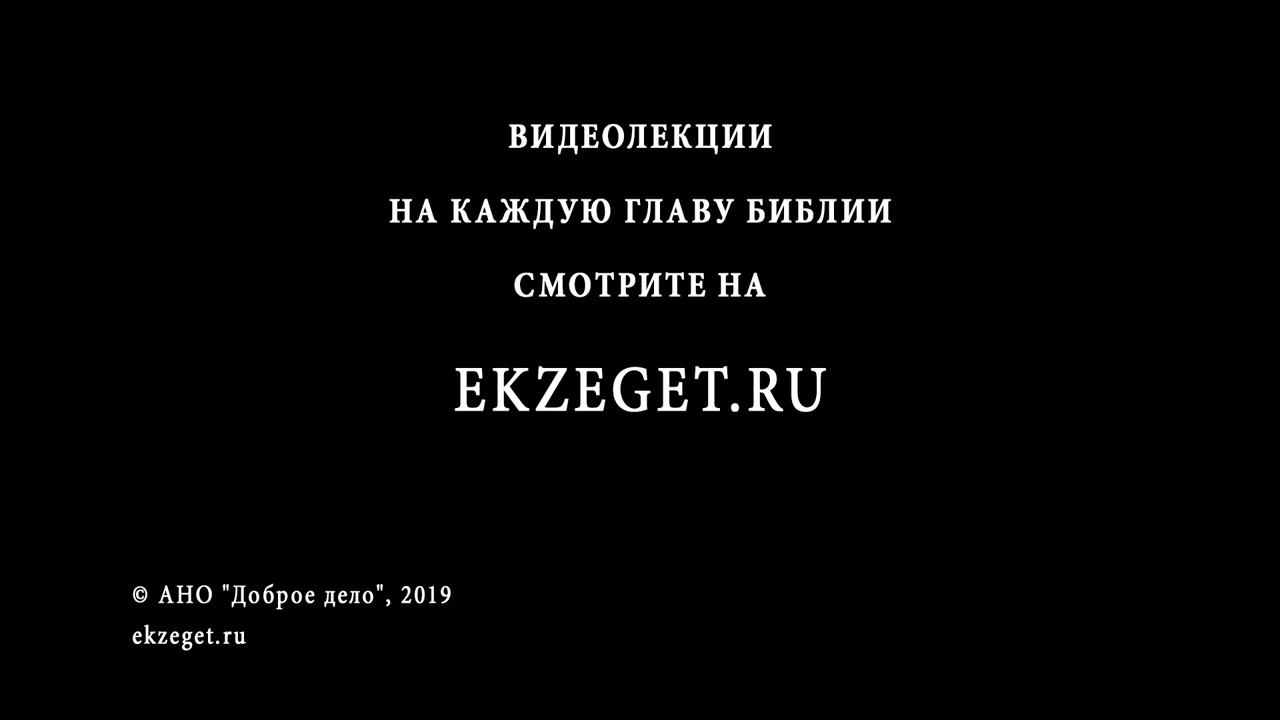 ВИДЕОЛЕКЦИИ
НА КАЖДУЮ ГЛАВУ БИБЛИИ
СМОТРИТЕ НА
EKZEGET.RU
© АНО "Доброе дело", 2019
ekzeget.ru